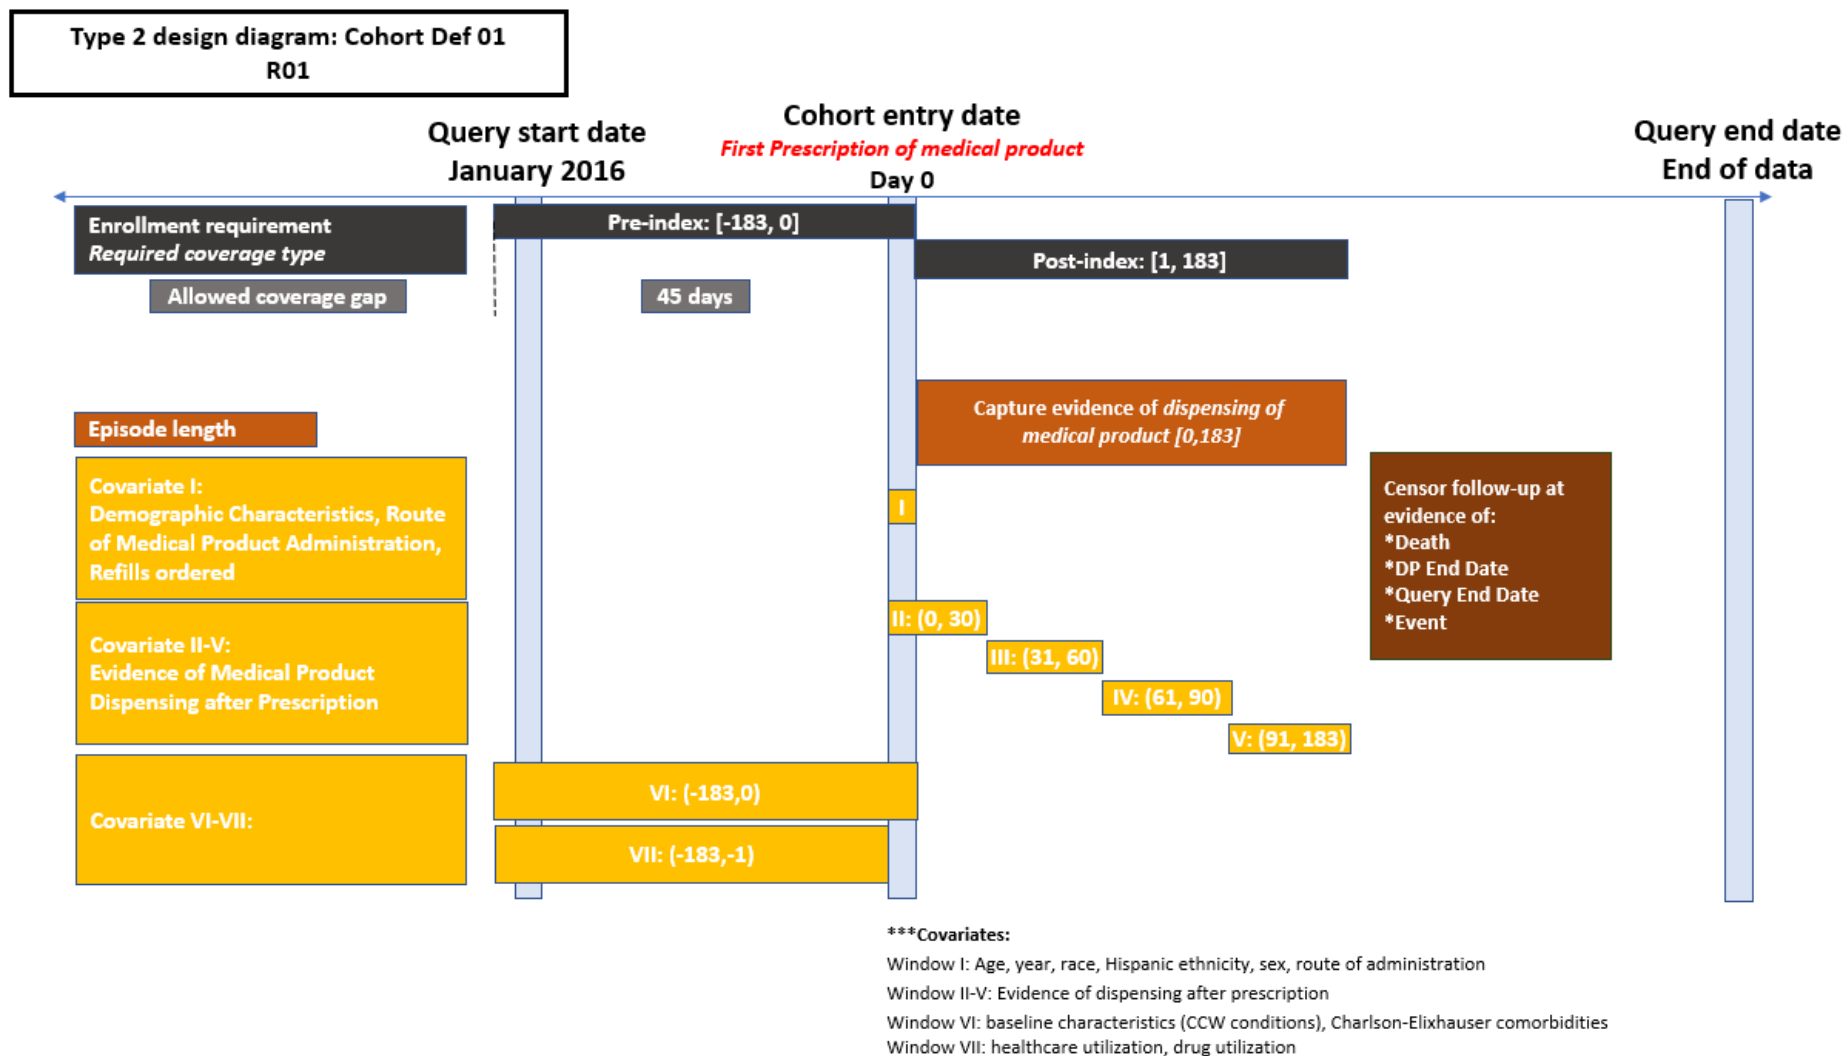 Type 2 design diagram: Cohort Def 01
R01
Query start date
January 2016
Cohort entry date
First Prescription of medical product
Day 0
Query end date
End of data
Enrollment requirement
Required coverage type
Pre-index: [-183, 0]
Post-index: [1, 183]
Allowed coverage gap
45 days
Episode length
Capture evidence of dispensing of
medical product [0,183]
Covariate I:
Demographic Characteristics, Route
of Medical Product Administration,
Refills ordered
I
Censor follow-up at
evidence of:
*Death
*DP End Date
*Query End Date
*Event
Covariate II-V:
Evidence of Medical Product
Dispensing after Prescription
II: (0, 30)
III: (31, 60)
IV: (61, 90)
V: (91, 183)
Covariate VI-VII:
VI: (-183,0)
VII: (-183,-1)
***Covariates:
Window I: Age, year, race, Hispanic ethnicity, sex, route of administration
Window II-V: Evidence of dispensing after prescription
Window VI: baseline characteristics (CCW conditions), Charlson-Elixhauser comorbidities
Window VII: healthcare utilization, drug utilization